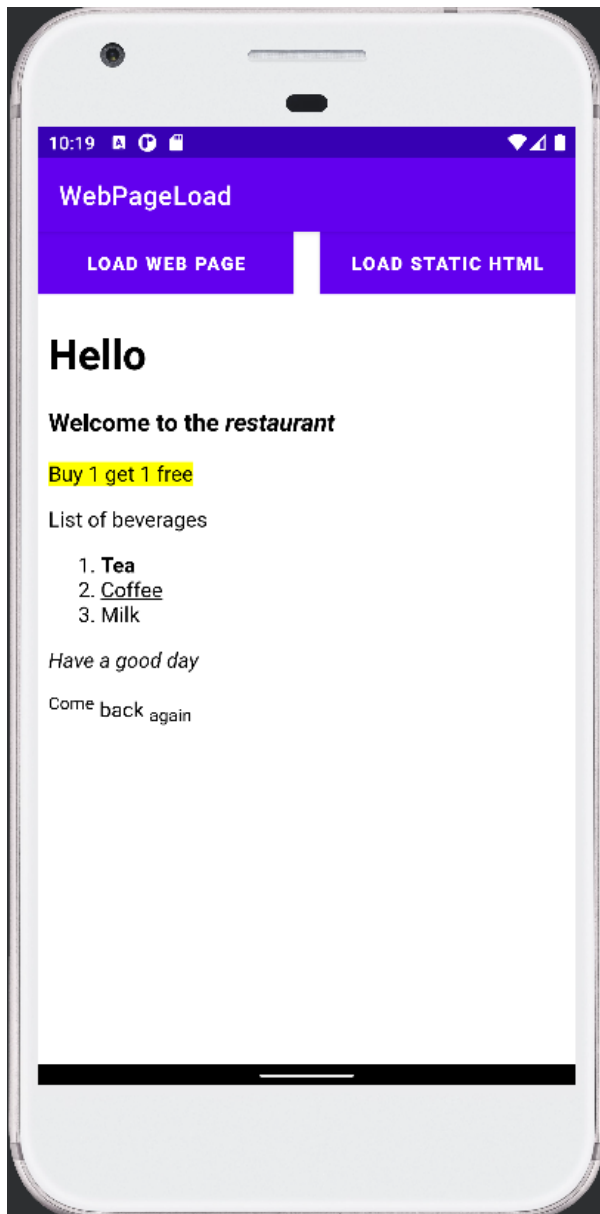 10:19
WebPageLoad
LOAD WEB PAGE LOAD STATIC HTML
Hello
Welcome to the restaurant
Buy 1 get 1 free
List of beverages
1. Tea
2. Coffee
3. Milk
Have a good day
Come back again